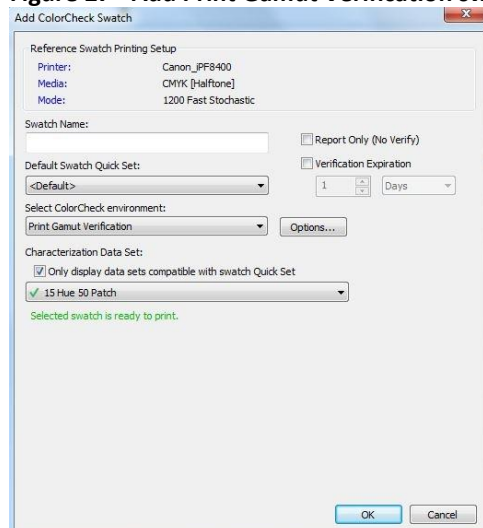 Add ColorCheck Swatch
Reference Swatch Printing Setup
Printer: Canon_iPF8400
Media: CMYK [Halftone]
Mode: 1200 Fast Stochastic
Swatch Name:
Report Only (No Verify)
Default Swatch Quick Set:
Verification Expiration
<Default>
1 Days
Select ColorCheck environment:
Print Gamut Verification Options...
Characterization Data Set:
Only display data sets compatible with swatch Quick Set
15 Hue 50 Patch
Selected swatch is ready to print.
OK Cancel